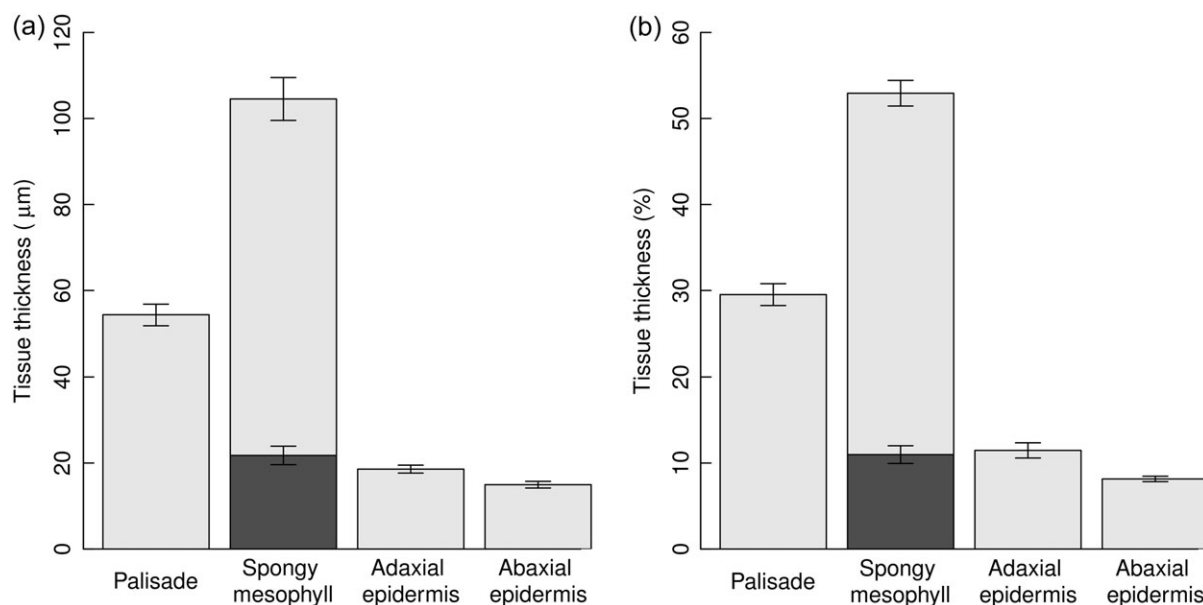 (a)
Tissue thickness ( μm)
120
100
80
60
40
20
0
Palisade
Spongy
mesophyll
Adaxial
epidermis
Abaxial
epidermis
(b)
Tissue thickness (%)
60
50
40
30
20
10
0
Palisade
Spongy
mesophyll
Adaxial
epidermis
Abaxial
epidermis